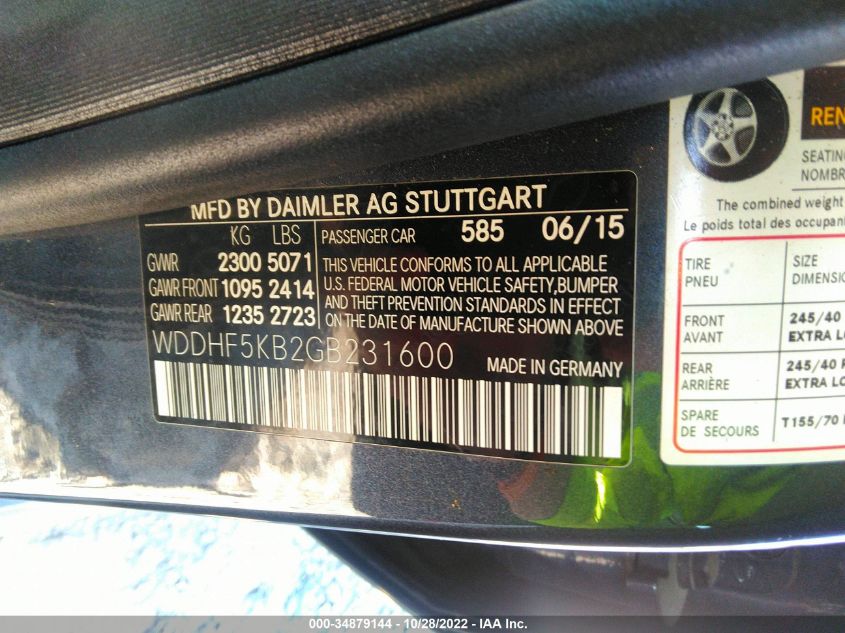 MFD BY DAIMLER AG STUTTGART
KG LBS
GVWR 2300 5071
GAWR FRONT 1095 2414
GAWR REAR 1235 2723
PASSENGER CAR 585 06/15
THIS VEHICLE CONFORMS TO ALL APPLICABLE
U.S. FEDERAL MOTOR VEHICLE SAFETY,BUMPER
AND THEFT PREVENTION STANDARDS IN EFFECT
ON THE DATE OF MANUFACTURE SHOWN ABOVE
WDDHF5KB2GB231600
MADE IN GERMANY
REN
SEATIN
NOMBR
The combined weight
Le poids total des occupan
TIRE
PNEU
SIZE
DIMENSI
FRONT
AVANT
245/40
EXTRA LO
REAR
ARRIÈRE
245/40 R
EXTRA LO
SPARE
DE SECOURS
T155/70
000-34879144 - 10/28/2022 - IAA Inc.